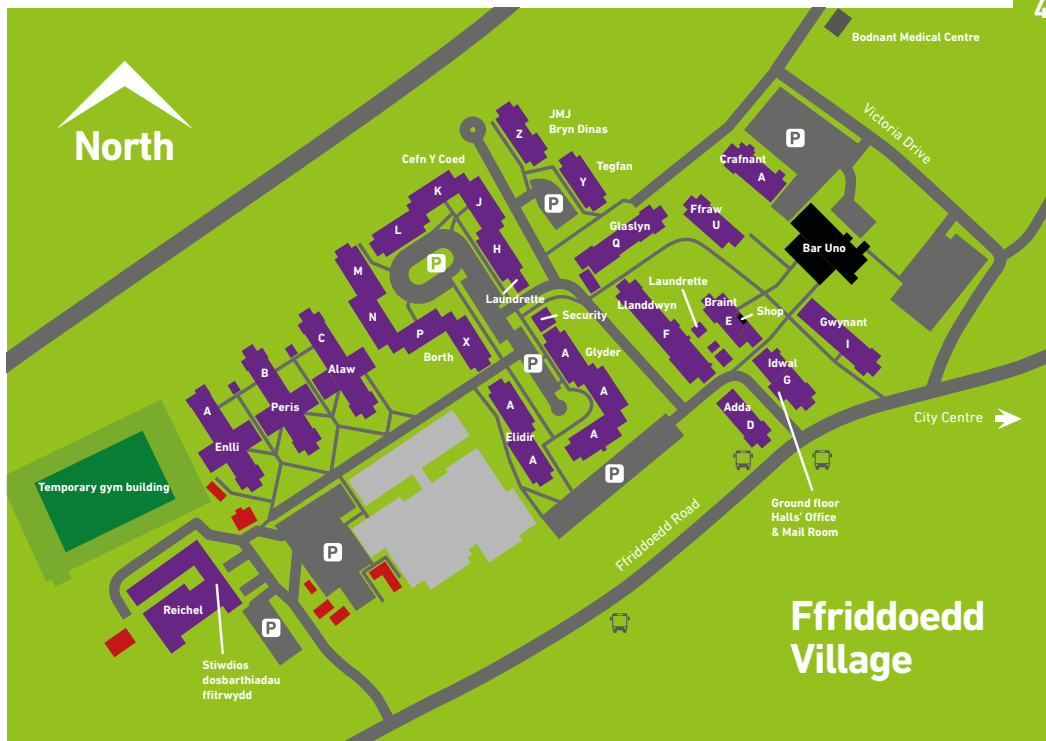 4
Bodnant Medical Centre
North
Victoria Drive
JMJ
Bryn Dinas
Z
P
Cefn Y Coed
Tegfan
Crafnant
A
K
Y
J
P
Ffraw
U
L
Glaslyn
Q
H
Bar Uno
M
P
Laundrette
Laundrette
Llanddwyn
F
Braint
E
Shop
Security
Gwynant
I
N
C
P
X
Borth
A
Glyder
P
Idwal
G
B
Alaw
A
A
Peris
A
A
Adda
D
City Centre
Enlli
Elidir
A
A
P
Temporary gym building
Ground floor
Halls' Office
& Mail Room
Ffriddoedd Road
P
Reichel
P
Ffriddoedd
Village
Stiwdios
dosbarthiadau
ffitrwydd